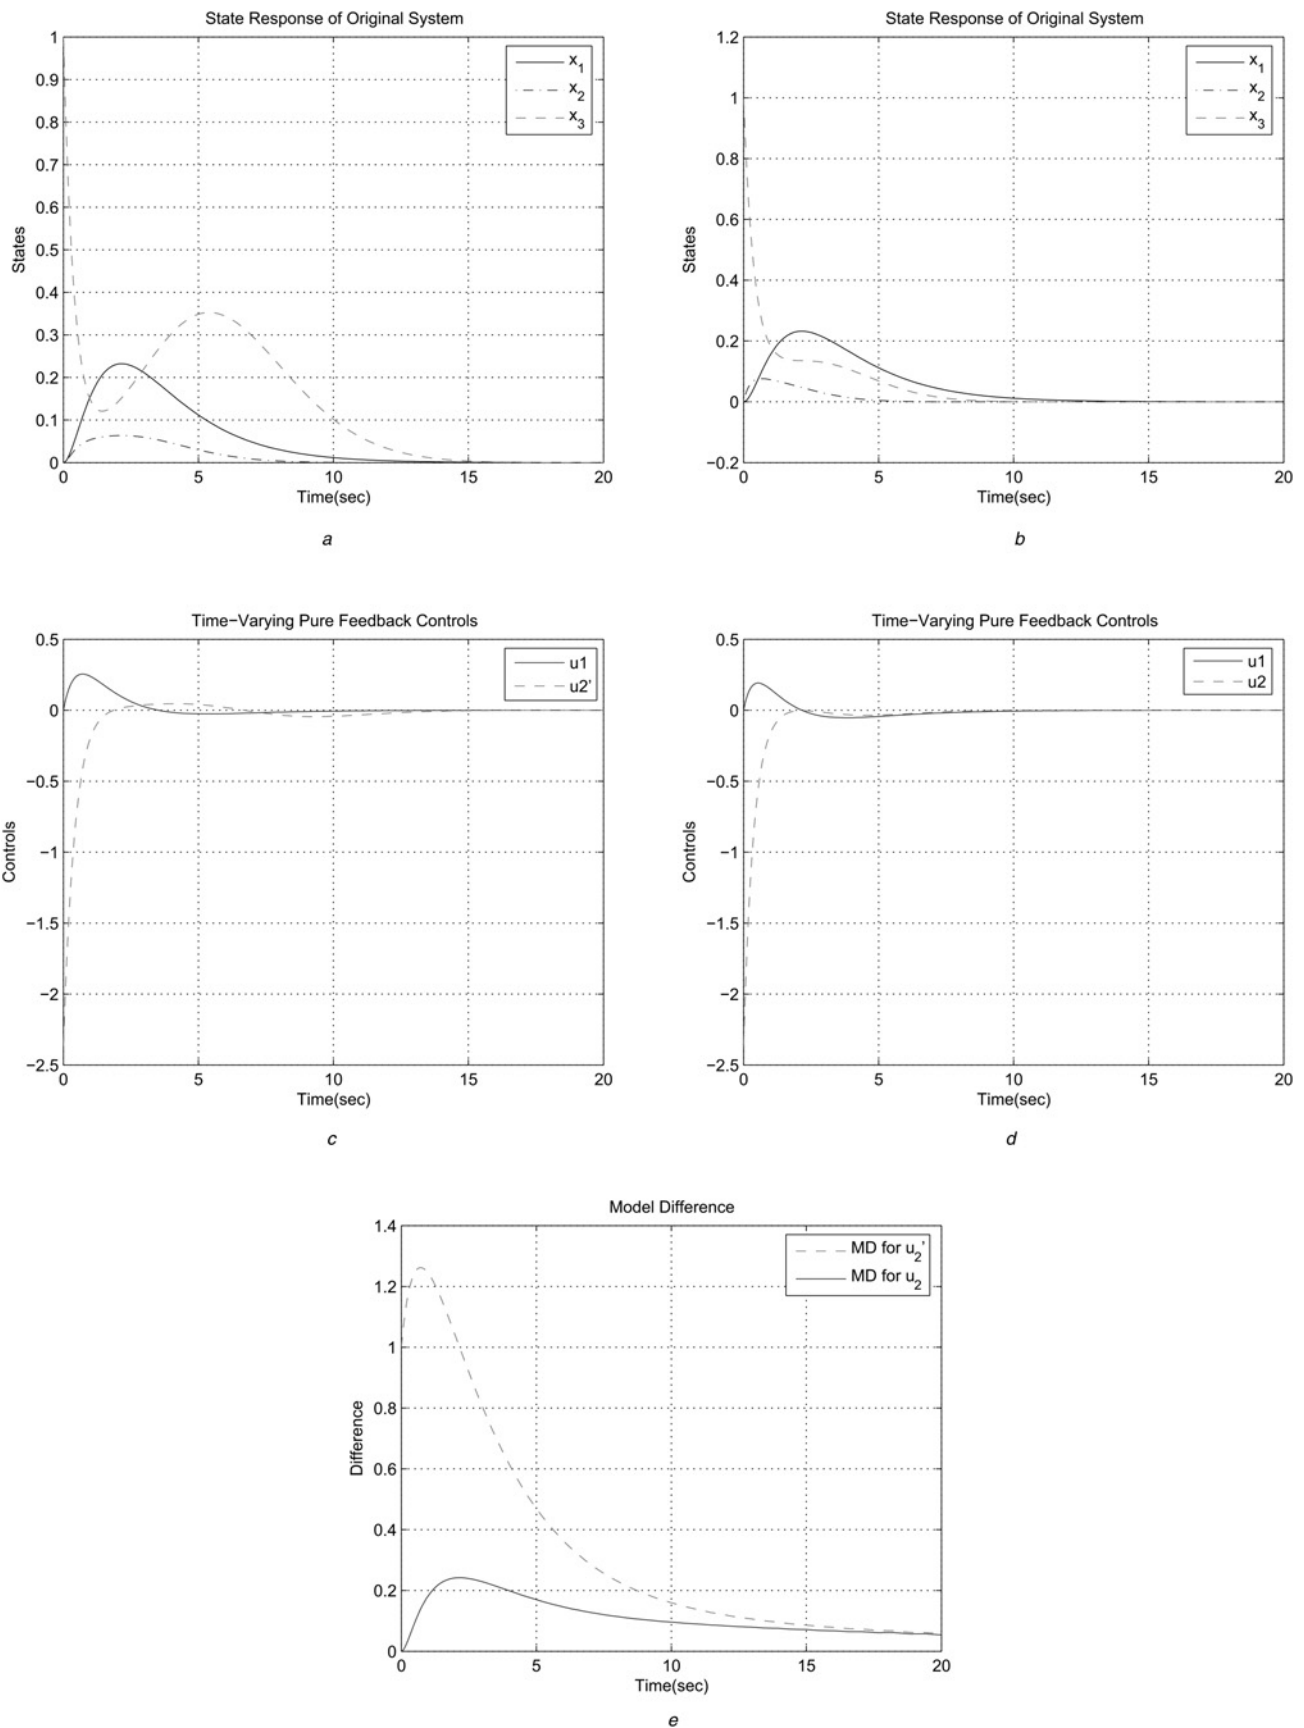 State Response of Original System
1
0.9
0.8
0.7
0.6
0.5
0.4
0.3
0.2
0.1
0
States
x1
x2
x3
0 5 10 15 20
Time(sec)
a
State Response of Original System
1.2
1
0.8
0.6
0.4
0.2
0
−0.2
States
x1
x2
x3
0 5 10 15 20
Time(sec)
b
Time−Varying Pure Feedback Controls
0.5
0
−0.5
−1
−1.5
−2
−2.5
Controls
u1
u2'
0 5 10 15 20
Time(sec)
c
Time−Varying Pure Feedback Controls
0.5
0
−0.5
−1
−1.5
−2
−2.5
Controls
u1
u2
0 5 10 15 20
Time(sec)
d
Model Difference
1.4
1.2
1
0.8
0.6
0.4
0.2
0
Difference
MD for u2'
MD for u2
0 5 10 15 20
Time(sec)
e